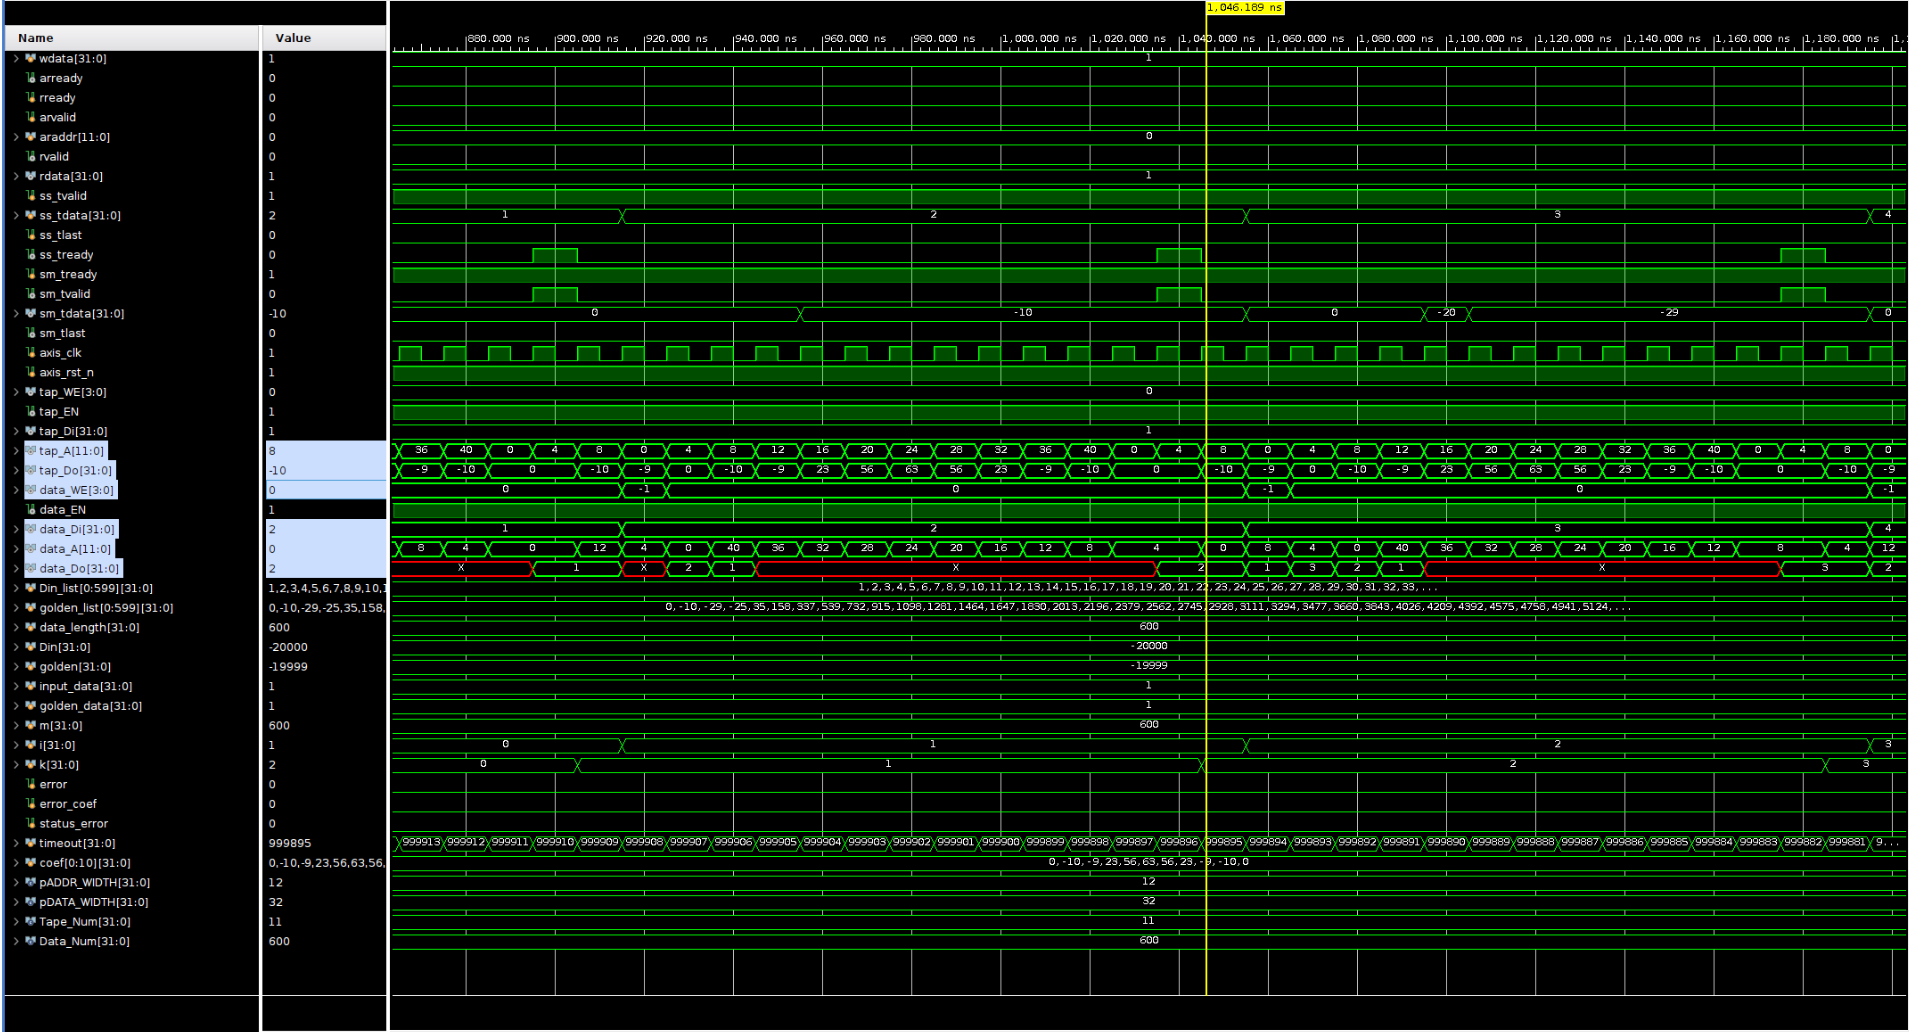 1,046.189 ns
Name Value
880.000 ns 900.000 ns 920.000 ns 940.000 ns 960.000 ns 980.000 ns 1,000.000 ns 1,020.000 ns 1,040.000 ns 1,060.000 ns 1,080.000 ns 1,100.000 ns 1,120.000 ns 1,140.000 ns 1,160.000 ns 1,180.000 ns
wdata[31:0] 1 1
arready 0
rready 0
arvalid 0
araddr[11:0] 0 0
rvalid 0
rdata[31:0] 1 1
ss_tvalid 1
ss_tdata[31:0] 2 1 2 3 4
ss_tlast 0
ss_tready 0
sm_tready 1
sm_tvalid 0
sm_tdata[31:0] -10 0 -10 0 -20 -29 0
sm_tlast 0
axis_clk 1
axis_rst_n 1
tap_WE[3:0] 0 0
tap_EN 1
tap_Di[31:0] 1 1
tap_A[11:0] 8 36 40 0 4 8 0 4 8 12 16 20 24 28 32 36 40 0 4 8 0 4 8 12 16 20 24 28 32 36 40 0 4 8 0
tap_Do[31:0] -10 -9 -10 0 -10 -9 0 -10 -9 23 56 63 56 23 -9 -10 0 -10 -9 0 -10 -9 23 56 63 56 23 -9 -10 0 -10 -9
data_WE[3:0] 0 0 -1 0 -1 0 -1
data_EN 1
data_Di[31:0] 2 1 2 3 4
data_A[11:0] 0 8 4 0 12 4 0 40 36 32 28 24 20 16 12 8 4 0 8 4 0 40 36 32 28 24 20 16 12 8 4 12
data_Do[31:0] 2 X 1 X 2 1 X 2 1 3 2 1 X 3 2
Din_list[0:599][31:0] 1,2,3,4,5,6,7,8,9,10,1 1,2,3,4,5,6,7,8,9,10,11,12,13,14,15,16,17,18,19,20,21,22,23,24,25,26,27,28,29,30,31,32,33,...
golden_list[0:599][31:0] 0,-10,-29,-25,35,158, 0,-10,-29,-25,35,158,337,539,732,915,1098,1281,1464,1647,1830,2013,2196,2379,2562,2745,2928,3111,3294,3477,3660,3843,4026,4209,4392,4575,4758,4941,5124,...
data_length[31:0] 600 600
Din[31:0] -20000 -20000
golden[31:0] -19999 -19999
input_data[31:0] 1 1
golden_data[31:0] 1 1
m[31:0] 600 600
i[31:0] 1 0 1 2 3
k[31:0] 2 0 1 2 3
error 0
error_coef 0
status_error 0
timeout[31:0] 999895 999913 999912 999911 999910 999909 999908 999907 999906 999905 999904 999903 999902 999901 999900 999899 999898 999897 999896 999895 999894 999893 999892 999891 999890 999889 999888 999887 999886 999885 999884 999883 999882 999881 9...
coef[0:10][31:0] 0,-10,-9,23,56,63,56, 0,-10,-9,23,56,63,56,23,-9,-10,0
pADDR_WIDTH[31:0] 12 12
pDATA_WIDTH[31:0] 32 32
Tape_Num[31:0] 11 11
Data_Num[31:0] 600 600